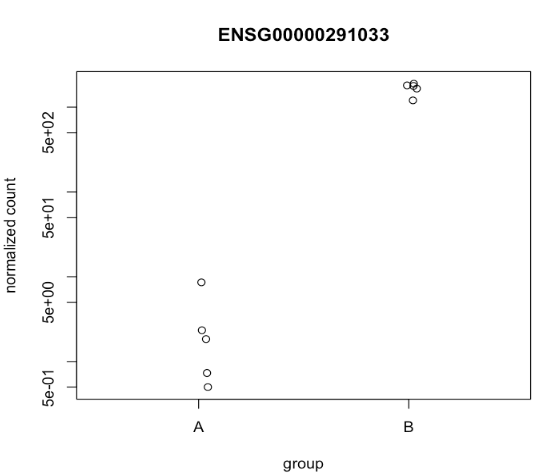 ENSG00000291033
normalized count
5e+02
5e+01
5e+00
5e-01
A
B
group